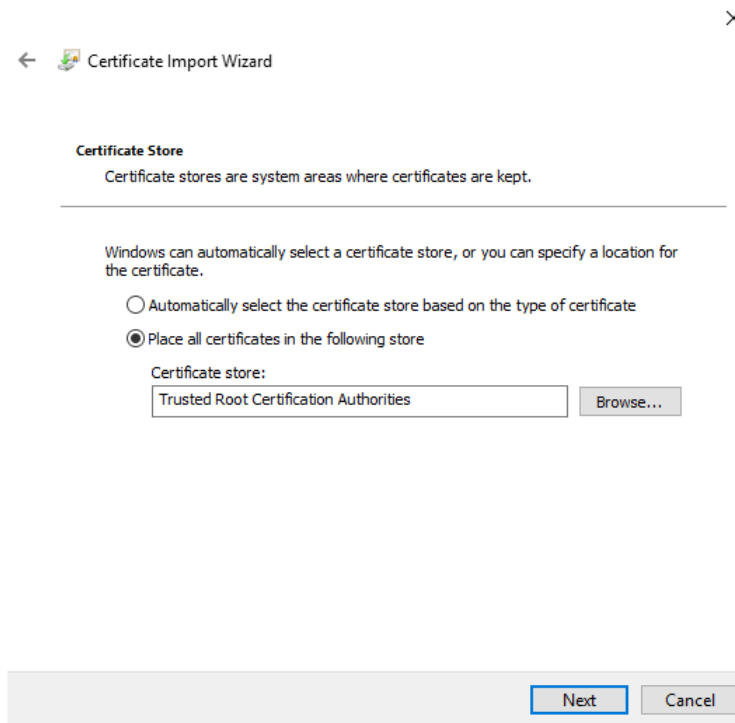 Certificate Import Wizard
Certificate Store
Certificate stores are system areas where certificates are kept.
Windows can automatically select a certificate store, or you can specify a location for
the certificate.
Automatically select the certificate store based on the type of certificate
Place all certificates in the following store
Certificate store:
Trusted Root Certification Authorities
Browse...
Next
Cancel